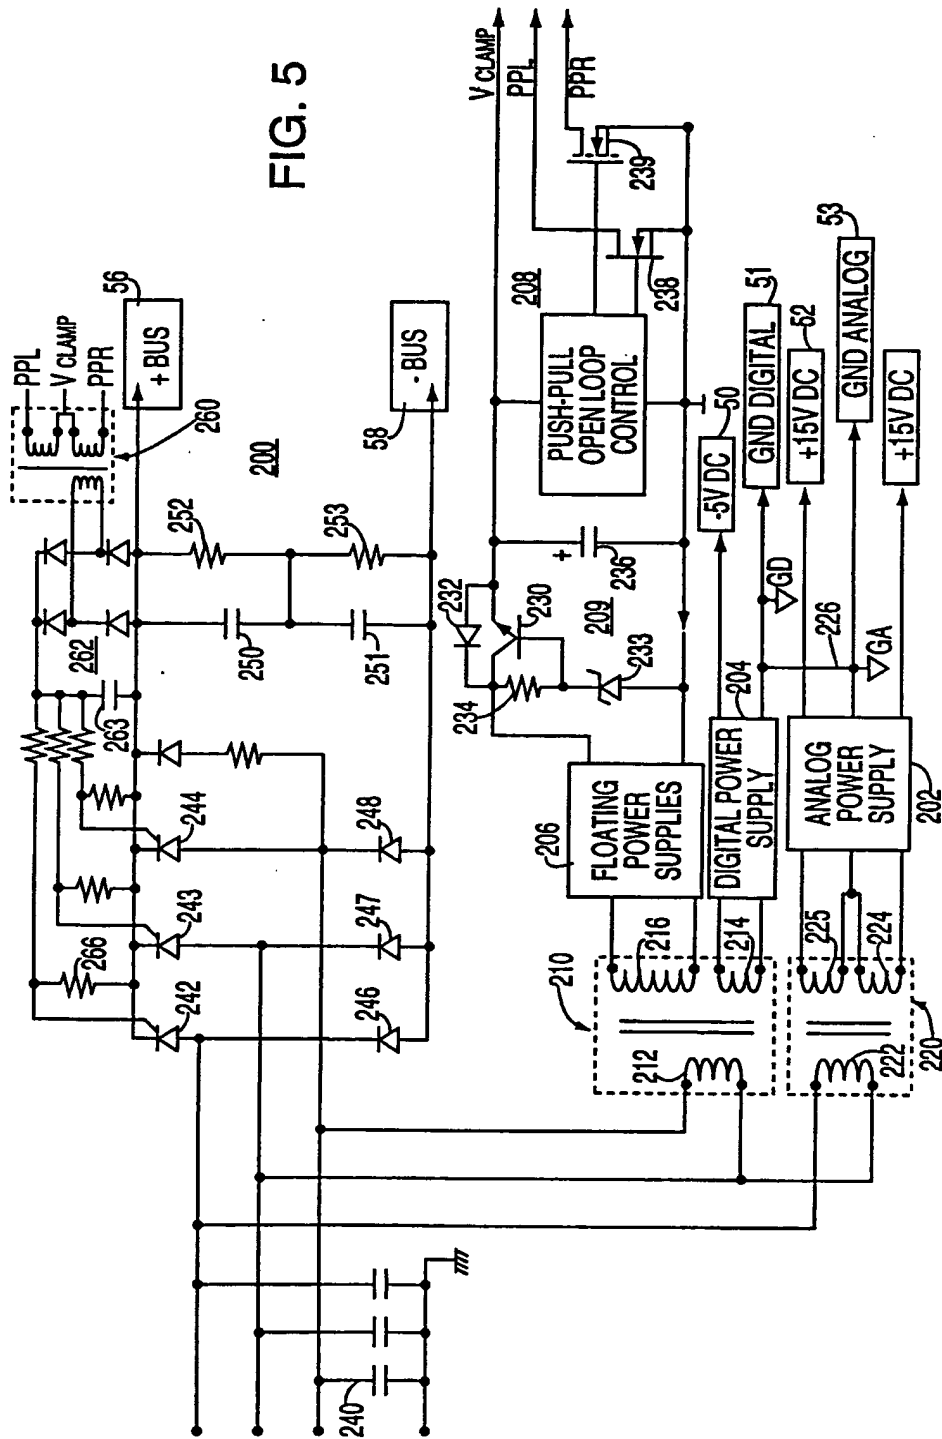 FIG. 5
PPL
V CLAMP
PPR
260
56
+ BUS
200
58
- BUS
252
253
250
251
262
263
244
243
242
266
248
247
246
240
V CLAMP
PPL
PPR
239
238
208
PUSH-PULL
OPEN LOOP
CONTROL
+
236
232
230
209
234
233
206
FLOATING
POWER
SUPPLIES
216
210
212
214
204
DIGITAL POWER
SUPPLY
50
-5V DC
51
GND DIGITAL
GD
226
GA
52
+15V DC
53
GND ANALOG
+15V DC
ANALOG
POWER
SUPPLY
202
225
224
222
220